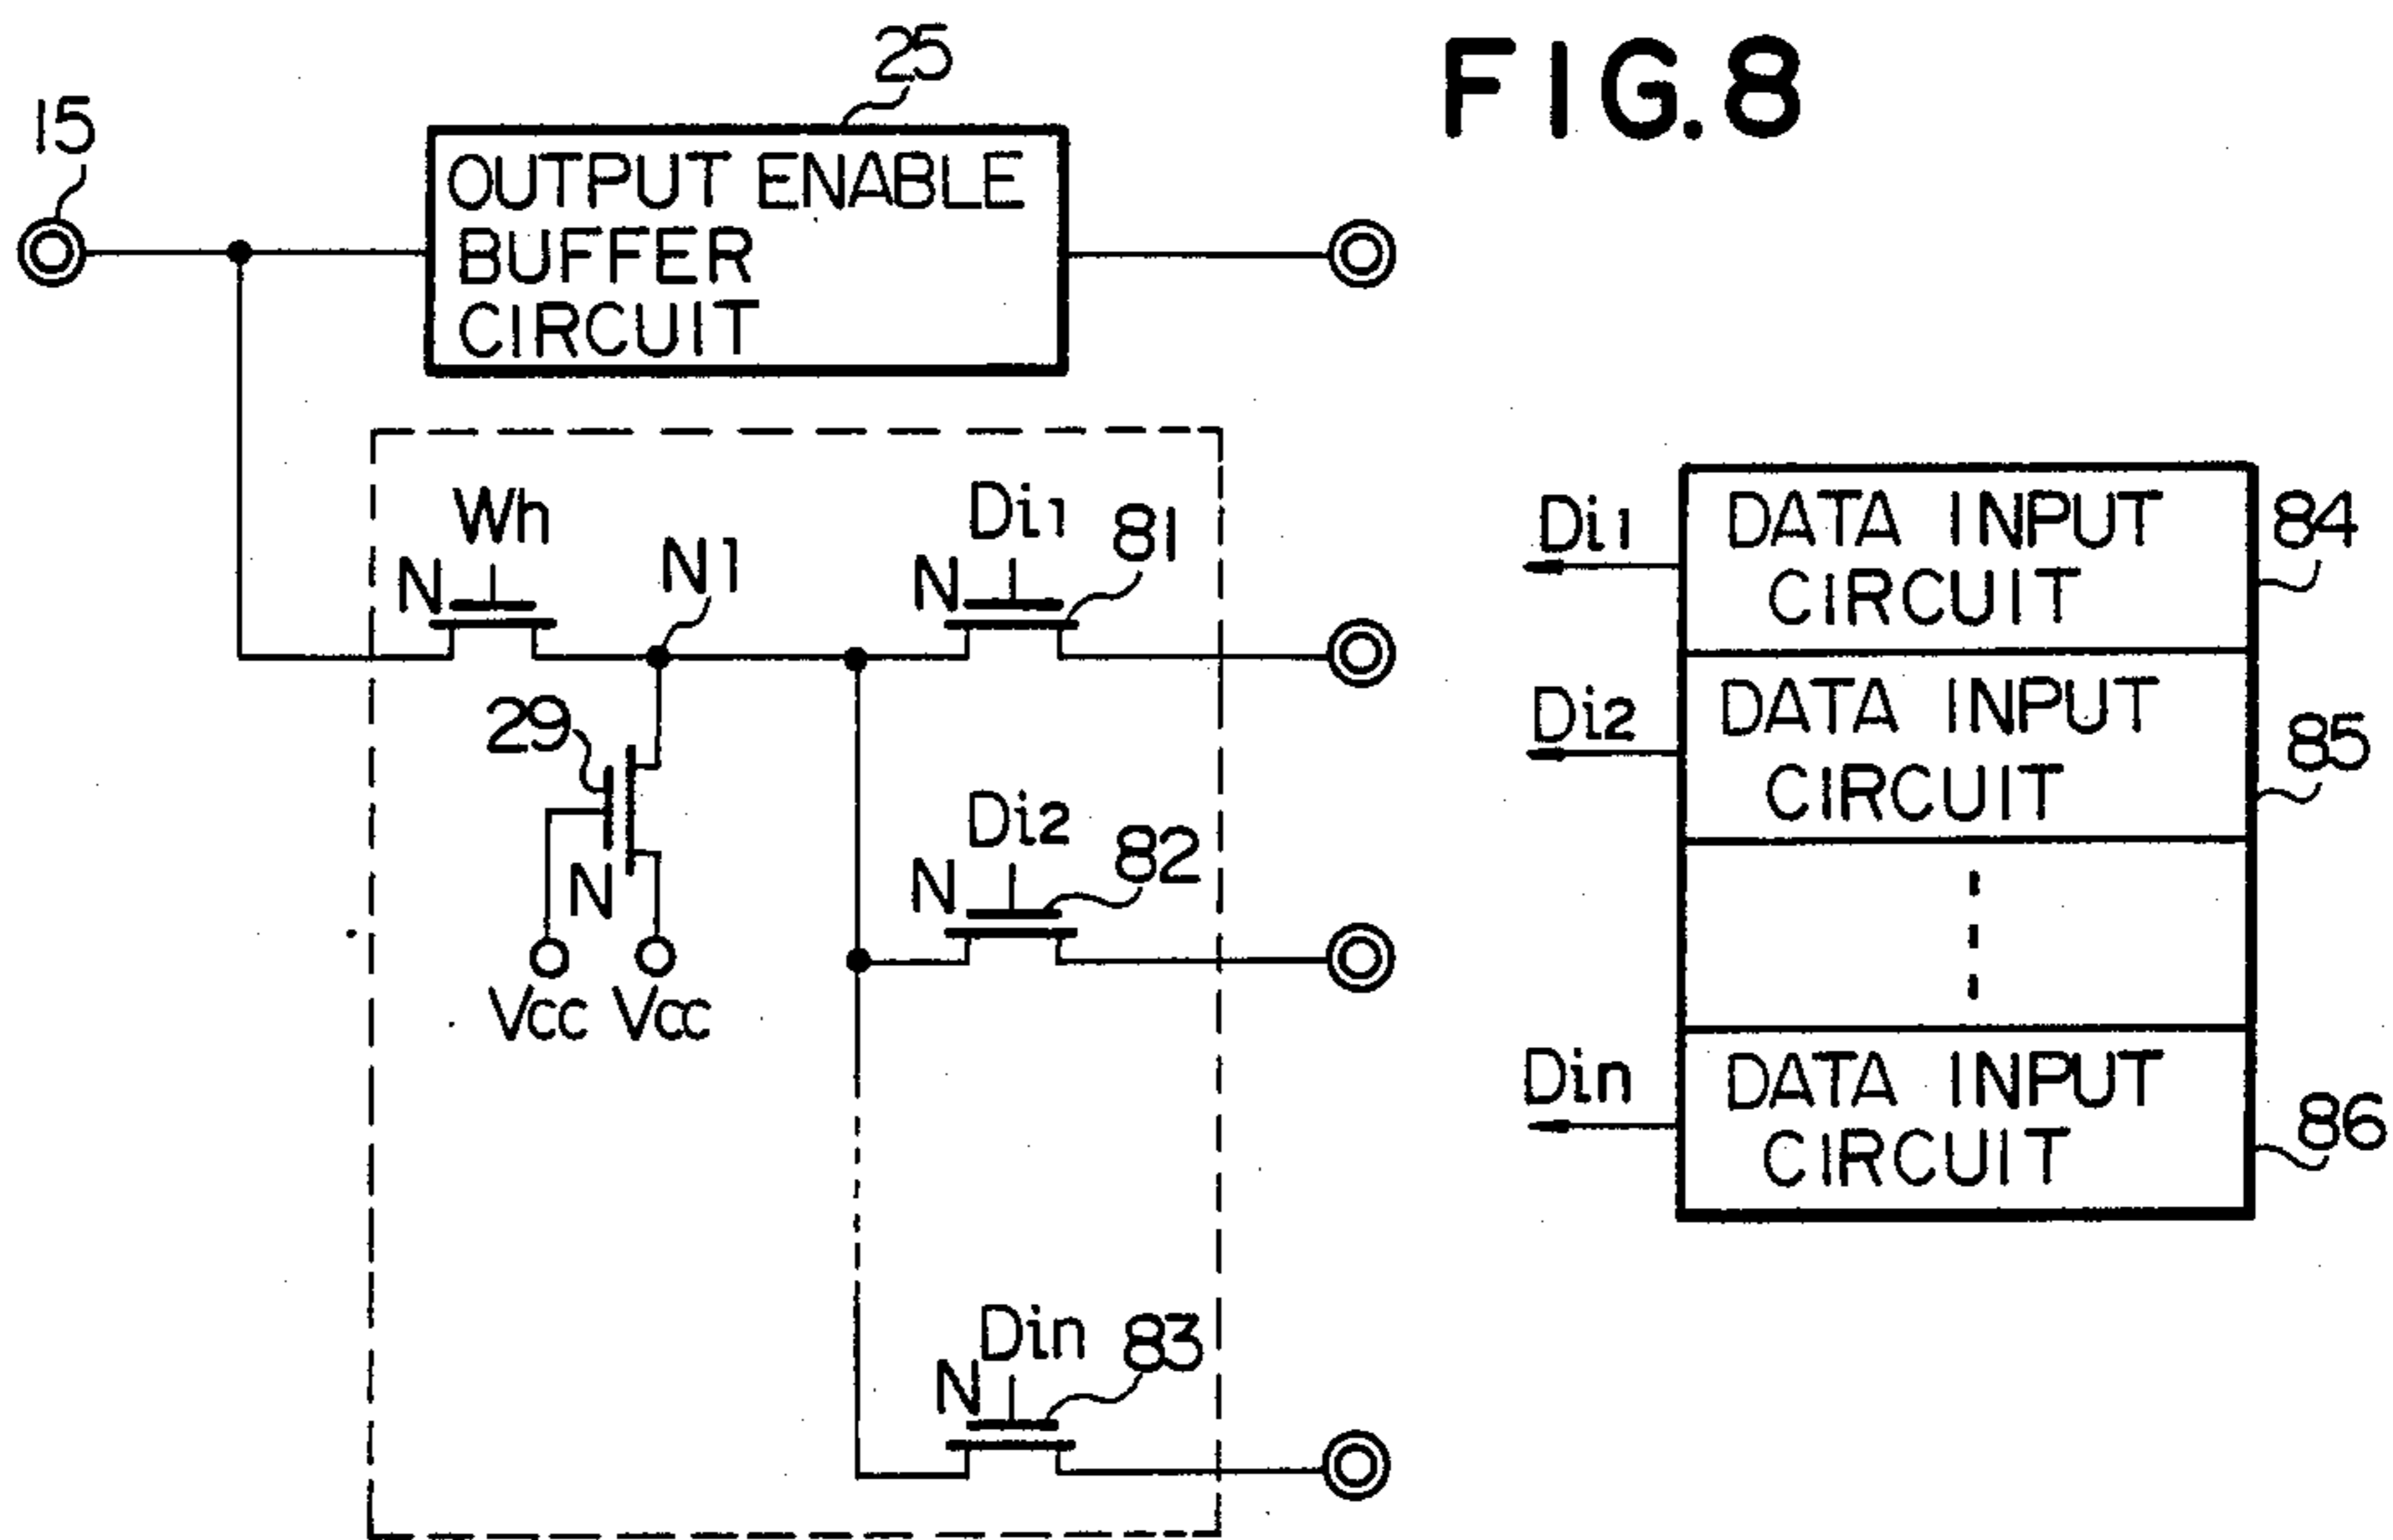 FIG.8
25
15
OUTPUT ENABLE
BUFFER
CIRCUIT
Wh
N
N1
Di1
81
N
29
N
Vcc Vcc
Di2
82
N
Din
83
N
Di1
DATA INPUT
CIRCUIT
84
Di2
DATA INPUT
CIRCUIT
85
Din
DATA INPUT
CIRCUIT
86